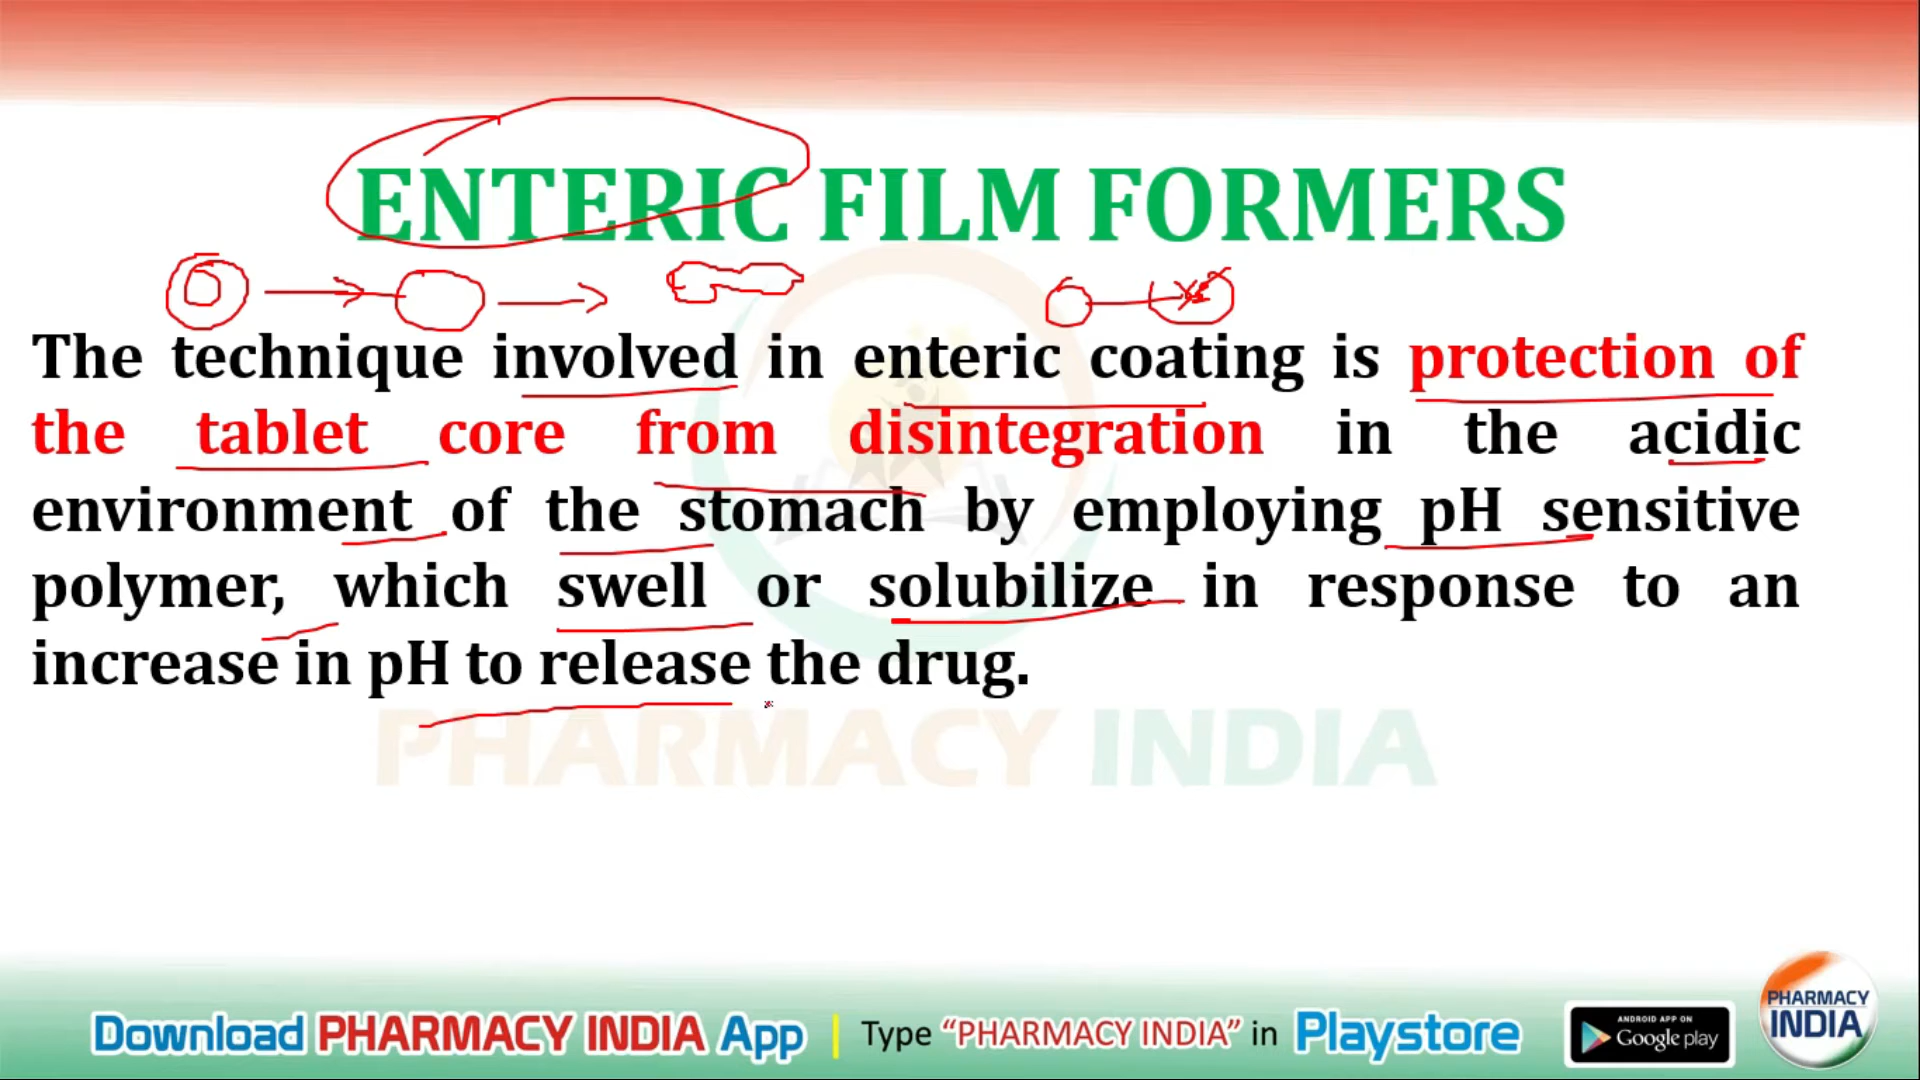 ENTERIC FILM FORMERS
The technique involved in enteric coating is protection of
the tablet core from disintegration in the acidic
environment of the stomach by employing pH sensitive
polymer, which swell or solubilize in response to an
increase in pH to release the drug.
PHARMACY INDIA
Download PHARMACY INDIA App | Type “PHARMACY INDIA” in Playstore
ANDROID APP ON
Google play
PHARMACY
INDIA